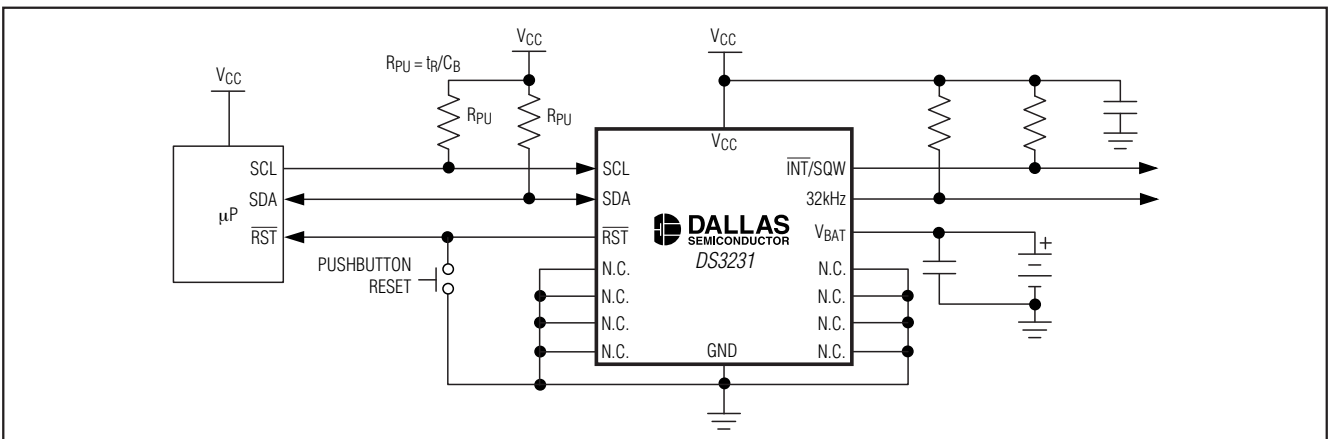 VCC
RPU = tR/CB
VCC
VCC
RPU
RPU
VCC
SCL
SDA
μP
RST
SCL
SDA
RST
INT/SQW
32kHz
VBAT
+
DALLAS
SEMICONDUCTOR
DS3231
PUSHBUTTON
RESET
N.C.
N.C.
N.C.
N.C.
N.C.
N.C.
N.C.
N.C.
GND